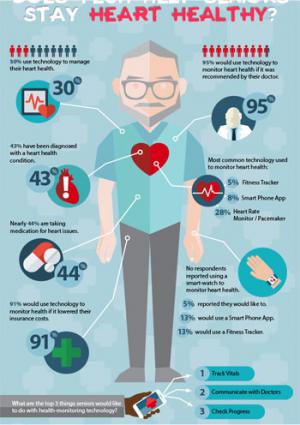 STAY HEART HEALTHY?
30% use technology to manage
their heart health.
30%
95% would use technology to
monitor heart health if it was
recommended by their doctor.
95%
43% have been diagnosed
with a heart health
condition.
43%
Most common technology used
to monitor heart health:
5% Fitness Tracker
8% Smart Phone App
28% Heart Rate
Monitor / Pacemaker
Nearly 44% are taking
medication for heart issues.
44%
No respondents
reported using a
smart-watch to
monitor heart health.
5% reported they would like to.
13% would use a Smart Phone App.
13% would use a Fitness Tracker.
91% would use technology to
monitor health if it lowered their
insurance costs.
91%
What are the top 3 things seniors would like
to do with health-monitoring technology?
1 Track Vitals
2 Communicate with Doctors
3 Check Progress